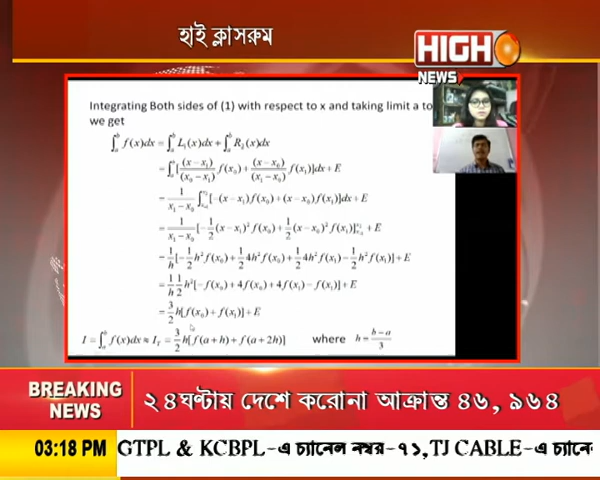 হাই ক্লাসরুম
HIGH
NEWS
Integrating Both sides of (1) with respect to x and taking limit a to
we get
∫ₐᵇ f(x)dx = ∫ₐᵇ L₁(x)dx + ∫ₐᵇ R₂(x)dx
= ∫ₐᵇ [(x − x₁)/(x₀ − x₁) f(x₀) + (x − x₀)/(x₁ − x₀) f(x₁)]dx + E
= 1/(x₁ − x₀) ∫ [−(x − x₁)f(x₀) + (x − x₀)f(x₁)]dx + E
= 1/(x₁ − x₀) [−1/2 (x − x₁)² f(x₀) + 1/2 (x − x₀)² f(x₁)] + E
= 1/h [−1/2 h² f(x₀) + 1/2 4h² f(x₀) + 1/2 4h² f(x₁) − 1/2 h² f(x₁)] + E
= 1/h 1/2 h² [−f(x₀) + 4f(x₀) + 4f(x₁) − f(x₁)] + E
= 3/2 h[f(x₀) + f(x₁)] + E
I = ∫ₐᵇ f(x)dx ≈ I_T = 3/2 h[f(a + h) + f(a + 2h)] where h = (b − a)/3
BREAKING
NEWS
২৪ঘণ্টায় দেশে করোনা আক্রান্ত ৪৬, ৯৬৪
03:18 PM GTPL & KCBPL-এ চ্যানেল নম্বর-৭১, TJ CABLE-এ চ্যানে